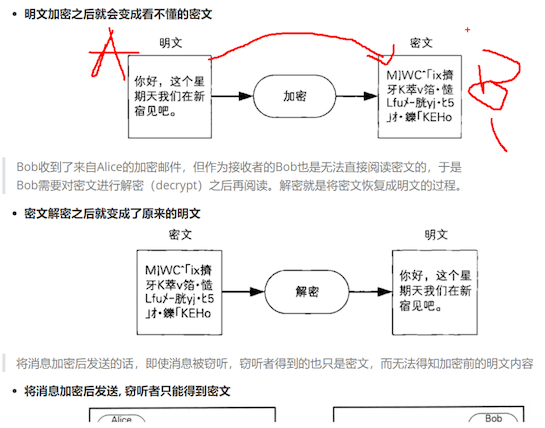 明文加密之后就会变成看不懂的密文
明文
密文
A
B
你好，这个星
期天我们在新
宿见吧。
加密
M]WC^｢ix擠
牙K萃v箔･慥
Lfuﾒｰ胱yj･ﾋ5
｣ｵ･鑠｢KEHo
Bob收到了来自Alice的加密邮件，但作为接收者的Bob也是无法直接阅读密文的，于是
Bob需要对密文进行解密（decrypt）之后再阅读。解密就是将密文恢复成明文的过程。
密文解密之后就变成了原来的明文
密文
明文
M]WC^｢ix擠
牙K萃v箔･慥
Lfuﾒｰ胱yj･ﾋ5
｣ｵ･鑠｢KEHo
解密
你好，这个星
期天我们在新
宿见吧。
将消息加密后发送的话，即使消息被窃听，窃听者得到的也只是密文，而无法得知加密前的明文内容
将消息加密后发送, 窃听者只能得到密文
Alice
Bob